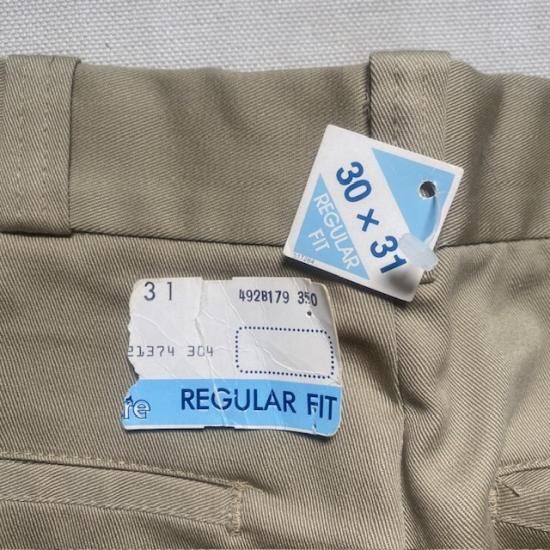 30 × 31
REGULAR
FIT
31 4928179 350
21374 304
re REGULAR FIT